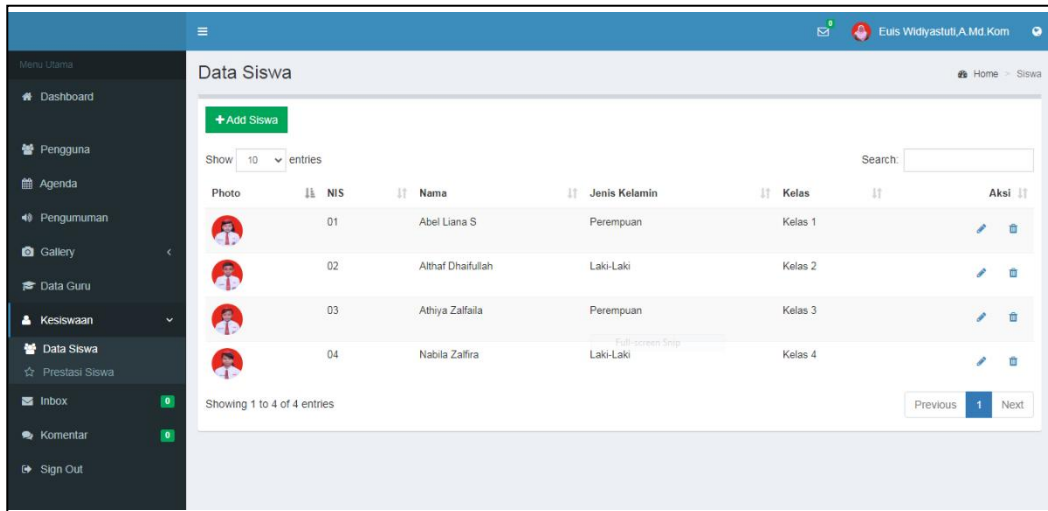 0
Euis Widiyastuti,A.Md.Kom
Menu Utama
Data Siswa
Home > Siswa
Dashboard
+ Add Siswa
Pengguna
Show 10 entries
Search:
Agenda
Photo NIS Nama Jenis Kelamin Kelas Aksi
Pengumuman
01 Abel Liana S Perempuan Kelas 1
Gallery
02 Althaf Dhaifullah Laki-Laki Kelas 2
Data Guru
03 Athiya Zalfaila Perempuan Kelas 3
Kesiswaan
Full-screen Snip
Data Siswa
04 Nabila Zalfira Laki-Laki Kelas 4
Prestasi Siswa
Inbox 0
Showing 1 to 4 of 4 entries
Previous 1 Next
Komentar 0
Sign Out